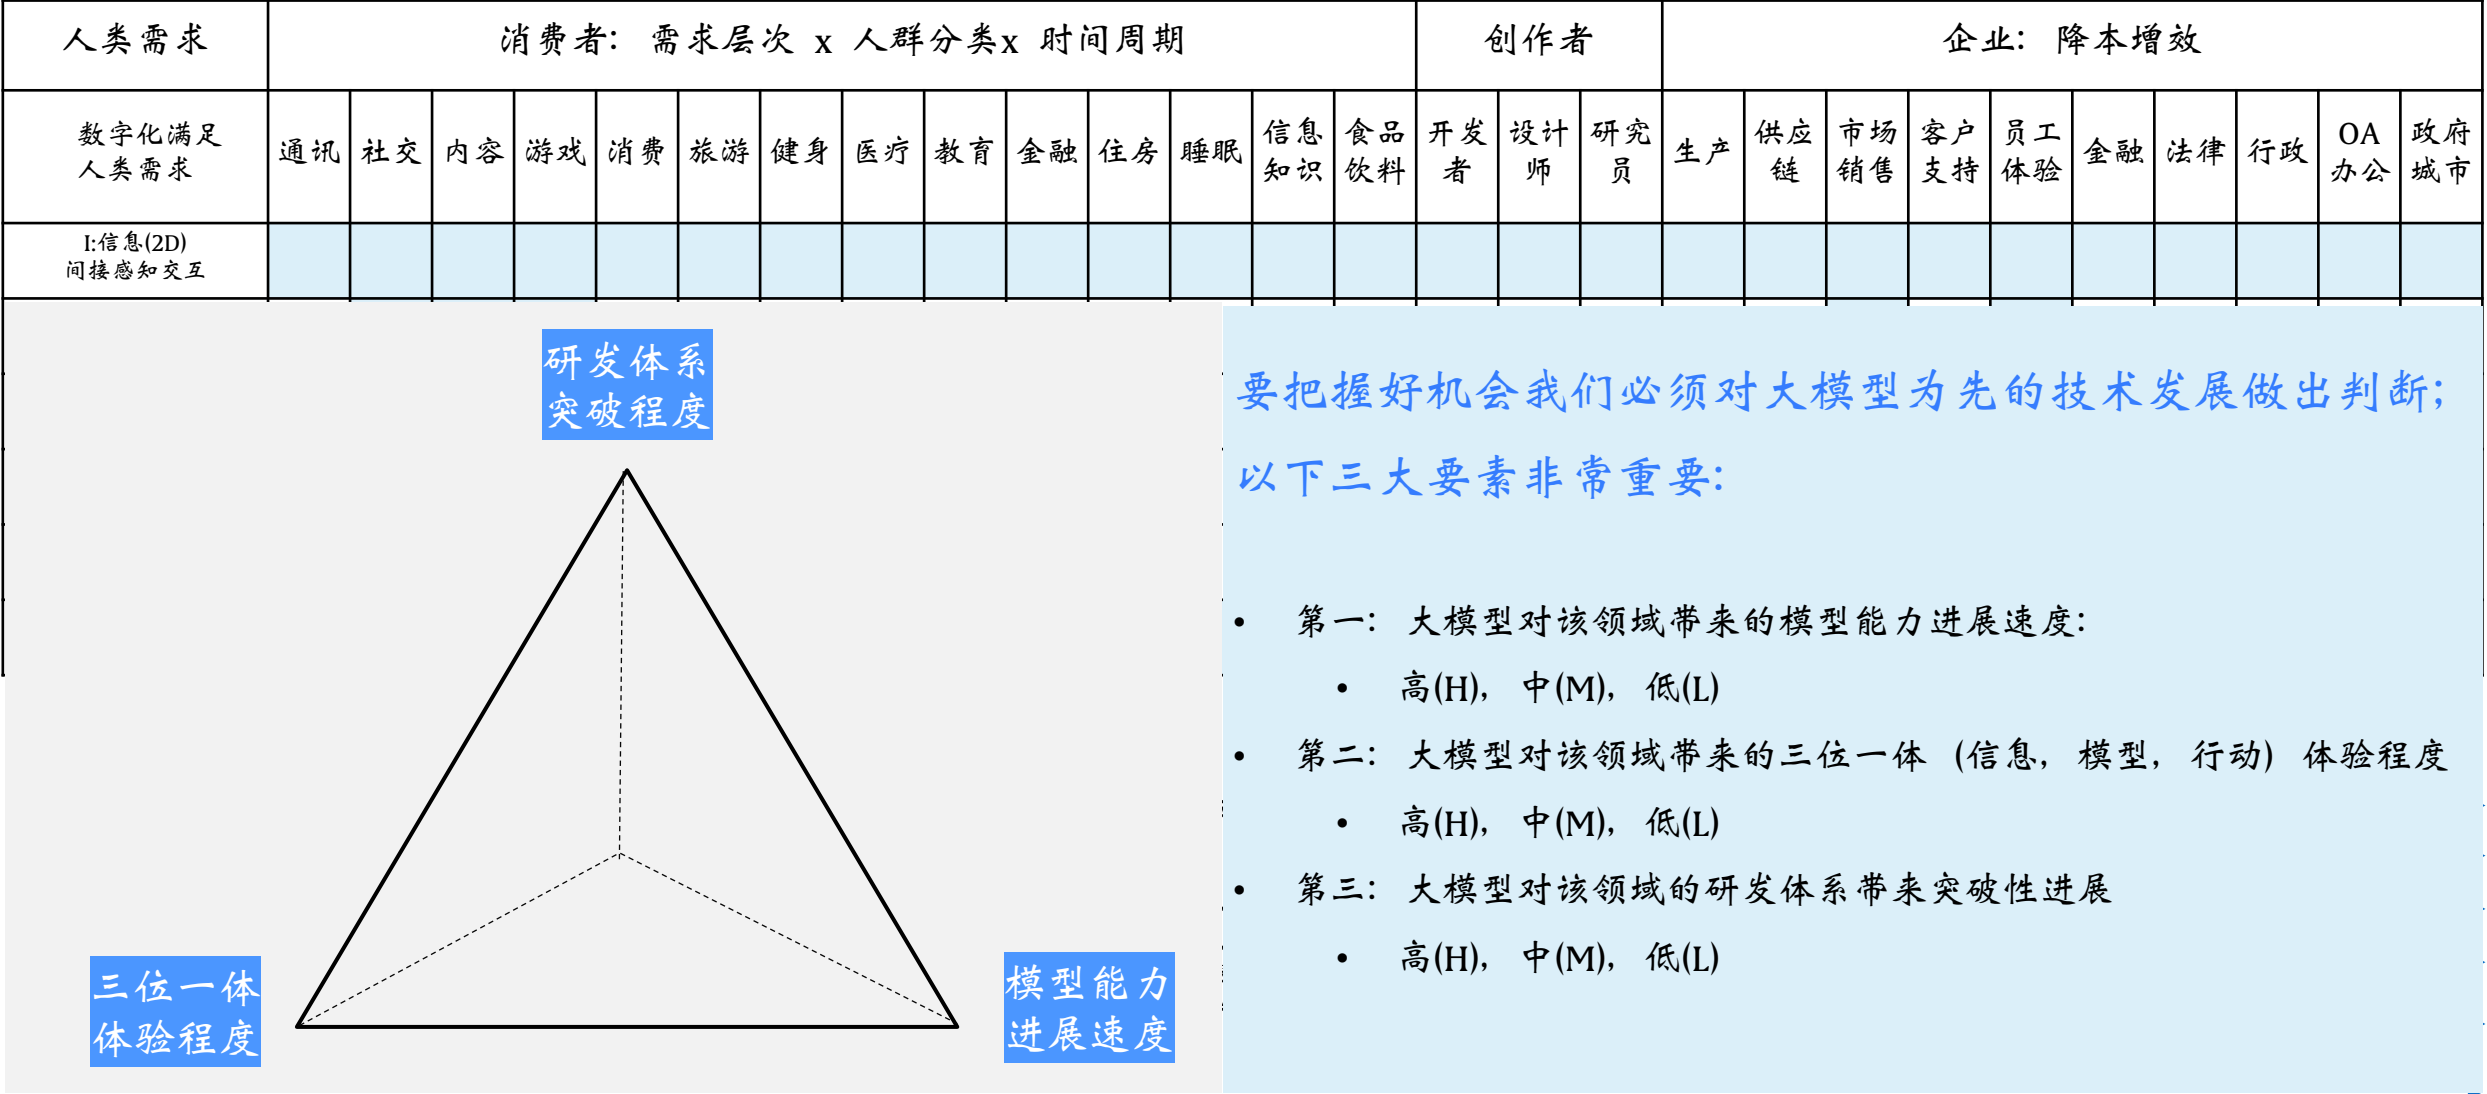 人类需求
消费者: 需求层次 x 人群分类x 时间周期
创作者
企业: 降本增效
数字化满足
人类需求
通讯
社交
内容
游戏
消费
旅游
健身
医疗
教育
金融
住房
睡眠
信息
知识
食品
饮料
开发
者
设计
师
研究
员
生产
供应
链
市场
销售
客户
支持
员工
体验
金融
法律
行政
OA
办公
政府
城市
I:信息(2D)
间接感知交互
研发体系
突破程度
三位一体
体验程度
模型能力
进展速度
要把握好机会我们必须对大模型为先的技术发展做出判断;
以下三大要素非常重要:
• 第一: 大模型对该领域带来的模型能力进展速度:
• 高(H), 中(M), 低(L)
• 第二: 大模型对该领域带来的三位一体 (信息, 模型, 行动) 体验程度
• 高(H), 中(M), 低(L)
• 第三: 大模型对该领域的研发体系带来突破性进展
• 高(H), 中(M), 低(L)